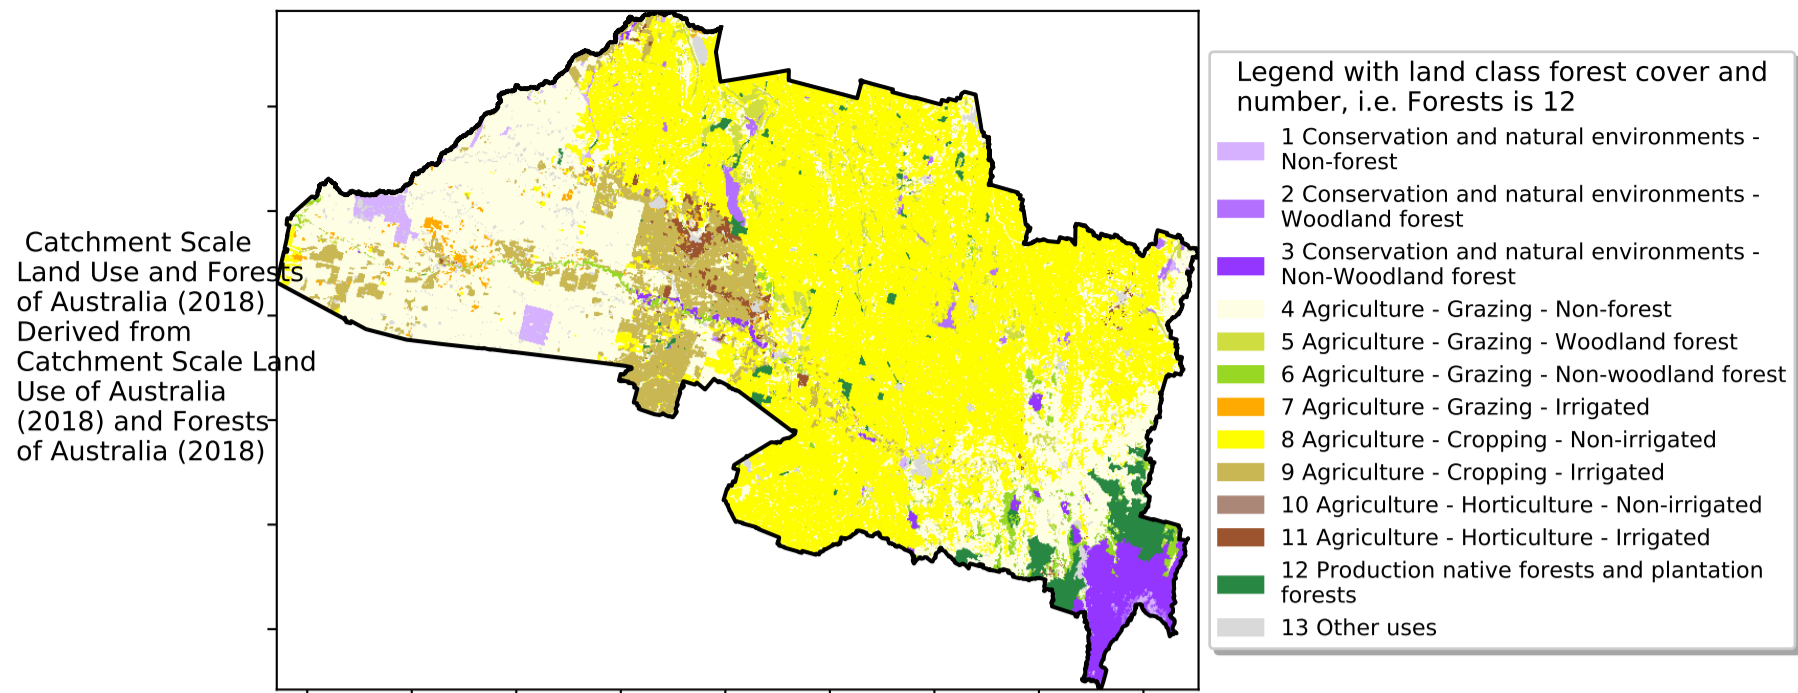 Catchment Scale
Land Use and Forests
of Australia (2018)
Derived from
Catchment Scale Land
Use of Australia
(2018) and Forests
of Australia (2018)
Legend with land class forest cover and
number, i.e. Forests is 12
1 Conservation and natural environments -
Non-forest
2 Conservation and natural environments -
Woodland forest
3 Conservation and natural environments -
Non-Woodland forest
4 Agriculture - Grazing - Non-forest
5 Agriculture - Grazing - Woodland forest
6 Agriculture - Grazing - Non-woodland forest
7 Agriculture - Grazing - Irrigated
8 Agriculture - Cropping - Non-irrigated
9 Agriculture - Cropping - Irrigated
10 Agriculture - Horticulture - Non-irrigated
11 Agriculture - Horticulture - Irrigated
12 Production native forests and plantation
forests
13 Other uses